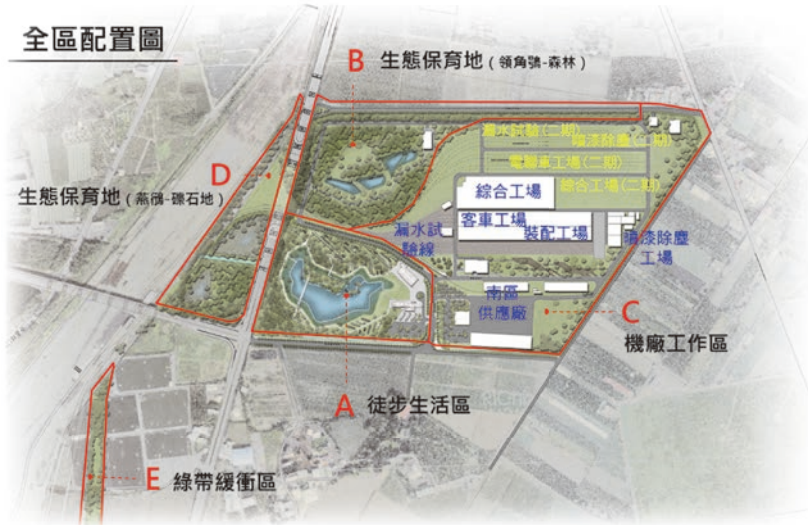 全區配置圖
B 生態保育地(領角鴞-森林)
漏水試驗(二期)
噴漆除塵(二期)
電聯車工場(二期)
D
生態保育地(燕鴴-礫石地)
綜合工場
綜合工場(二期)
客車工場
裝配工場
漏水試
驗線
噴漆除塵
工場
南區
供應廠
C
機廠工作區
A 徒步生活區
E 綠帶緩衝區